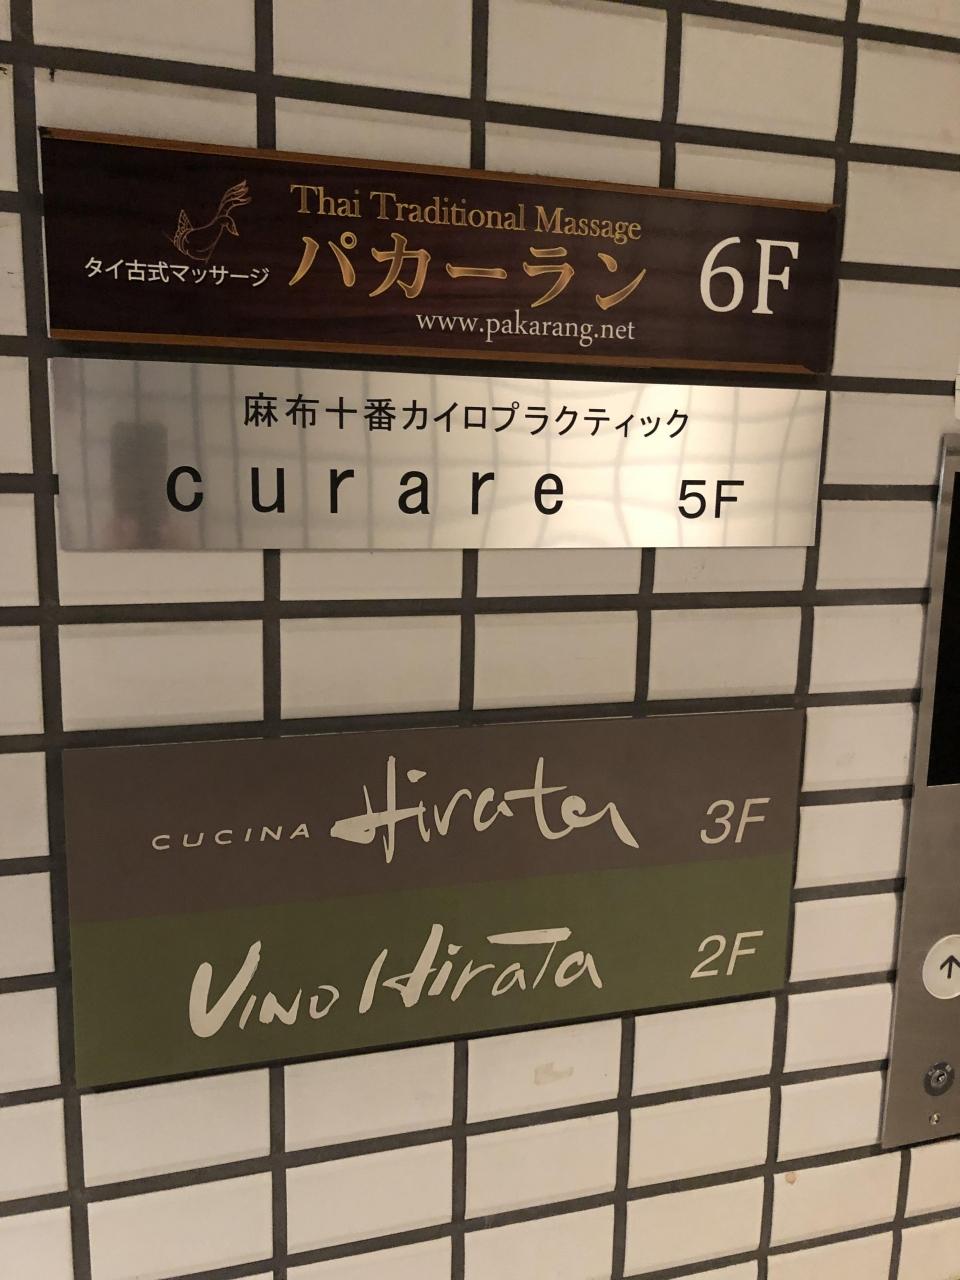 Thai Traditional Massage
タイ古式マッサージ パカーラン 6F
www.pakarang.net
麻布十番カイロプラクティック
curare 5F
CUCINA Hirata 3F
VINO HiraTa 2F